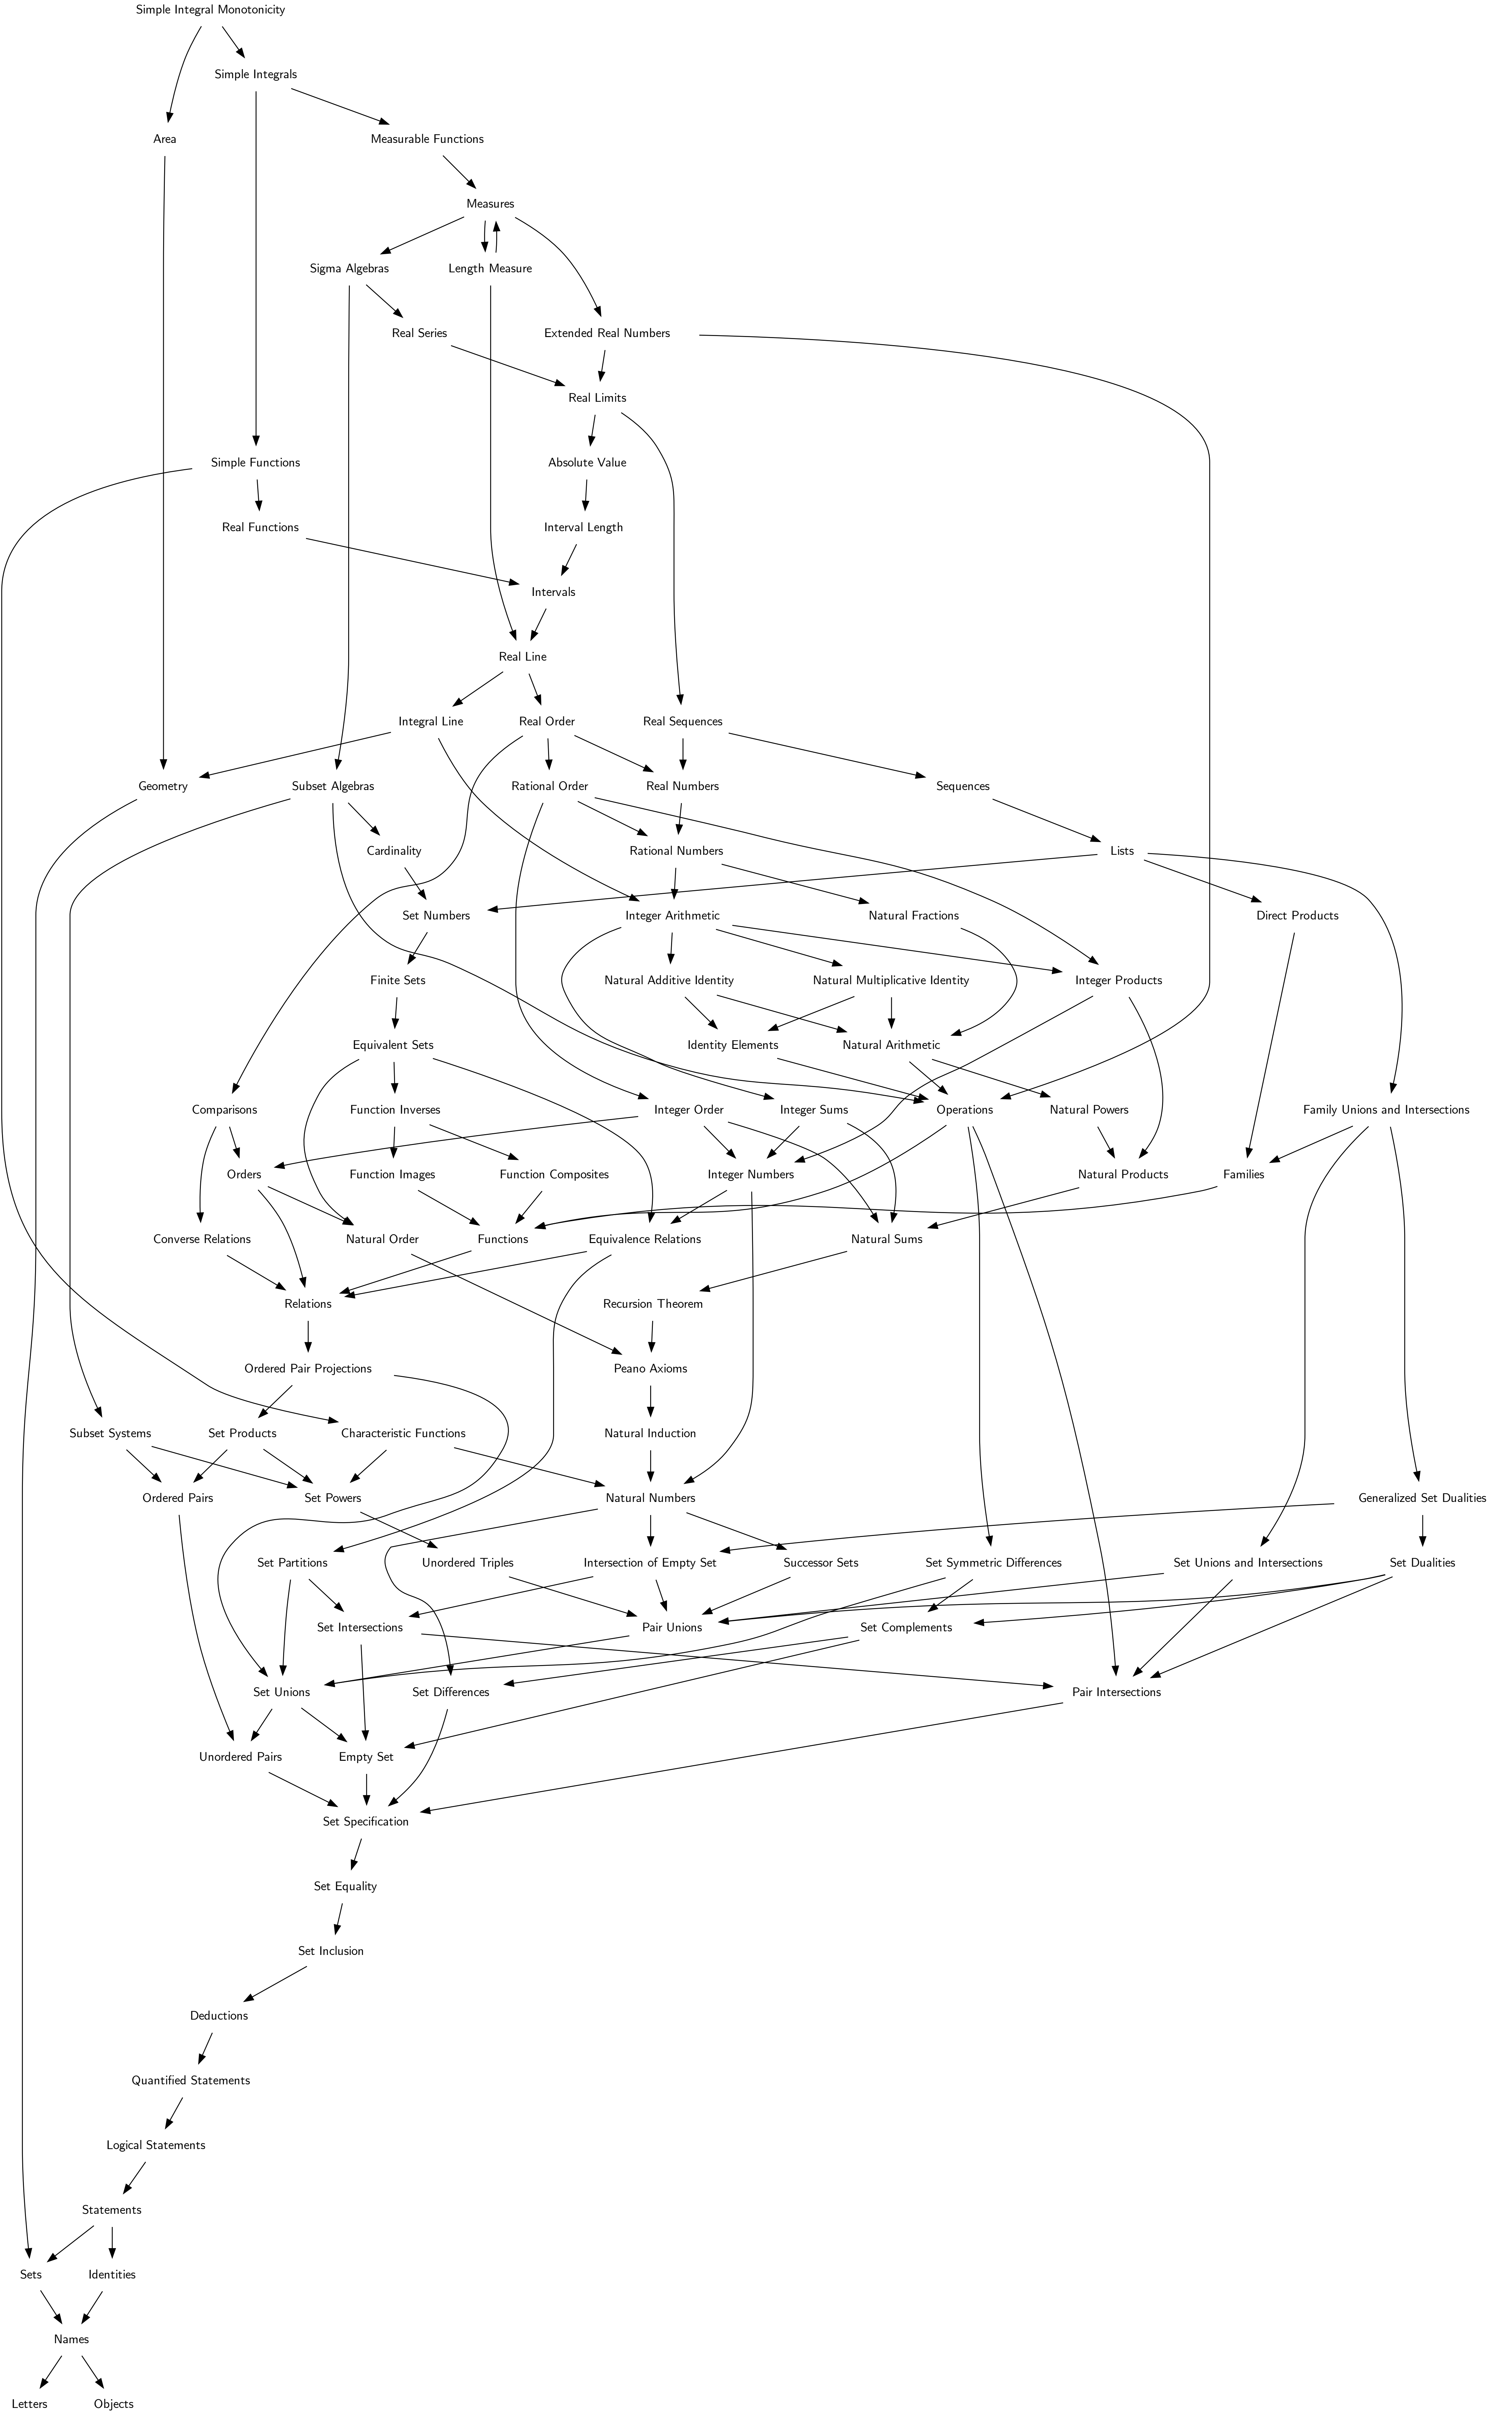 Simple Integral Monotonicity
Simple Integrals
Area
Measurable Functions
Measures
Sigma Algebras
Length Measure
Real Series
Extended Real Numbers
Real Limits
Simple Functions
Absolute Value
Real Functions
Interval Length
Intervals
Real Line
Integral Line
Real Order
Real Sequences
Geometry
Subset Algebras
Rational Order
Real Numbers
Sequences
Cardinality
Rational Numbers
Lists
Set Numbers
Integer Arithmetic
Natural Fractions
Direct Products
Finite Sets
Natural Additive Identity
Natural Multiplicative Identity
Integer Products
Equivalent Sets
Identity Elements
Natural Arithmetic
Comparisons
Function Inverses
Integer Order
Integer Sums
Operations
Natural Powers
Family Unions and Intersections
Orders
Function Images
Function Composites
Integer Numbers
Natural Products
Families
Converse Relations
Natural Order
Functions
Equivalence Relations
Natural Sums
Relations
Recursion Theorem
Ordered Pair Projections
Peano Axioms
Subset Systems
Set Products
Characteristic Functions
Natural Induction
Ordered Pairs
Set Powers
Natural Numbers
Generalized Set Dualities
Set Partitions
Unordered Triples
Intersection of Empty Set
Successor Sets
Set Symmetric Differences
Set Unions and Intersections
Set Dualities
Set Intersections
Pair Unions
Set Complements
Set Unions
Set Differences
Pair Intersections
Unordered Pairs
Empty Set
Set Specification
Set Equality
Set Inclusion
Deductions
Quantified Statements
Logical Statements
Statements
Sets
Identities
Names
Letters
Objects